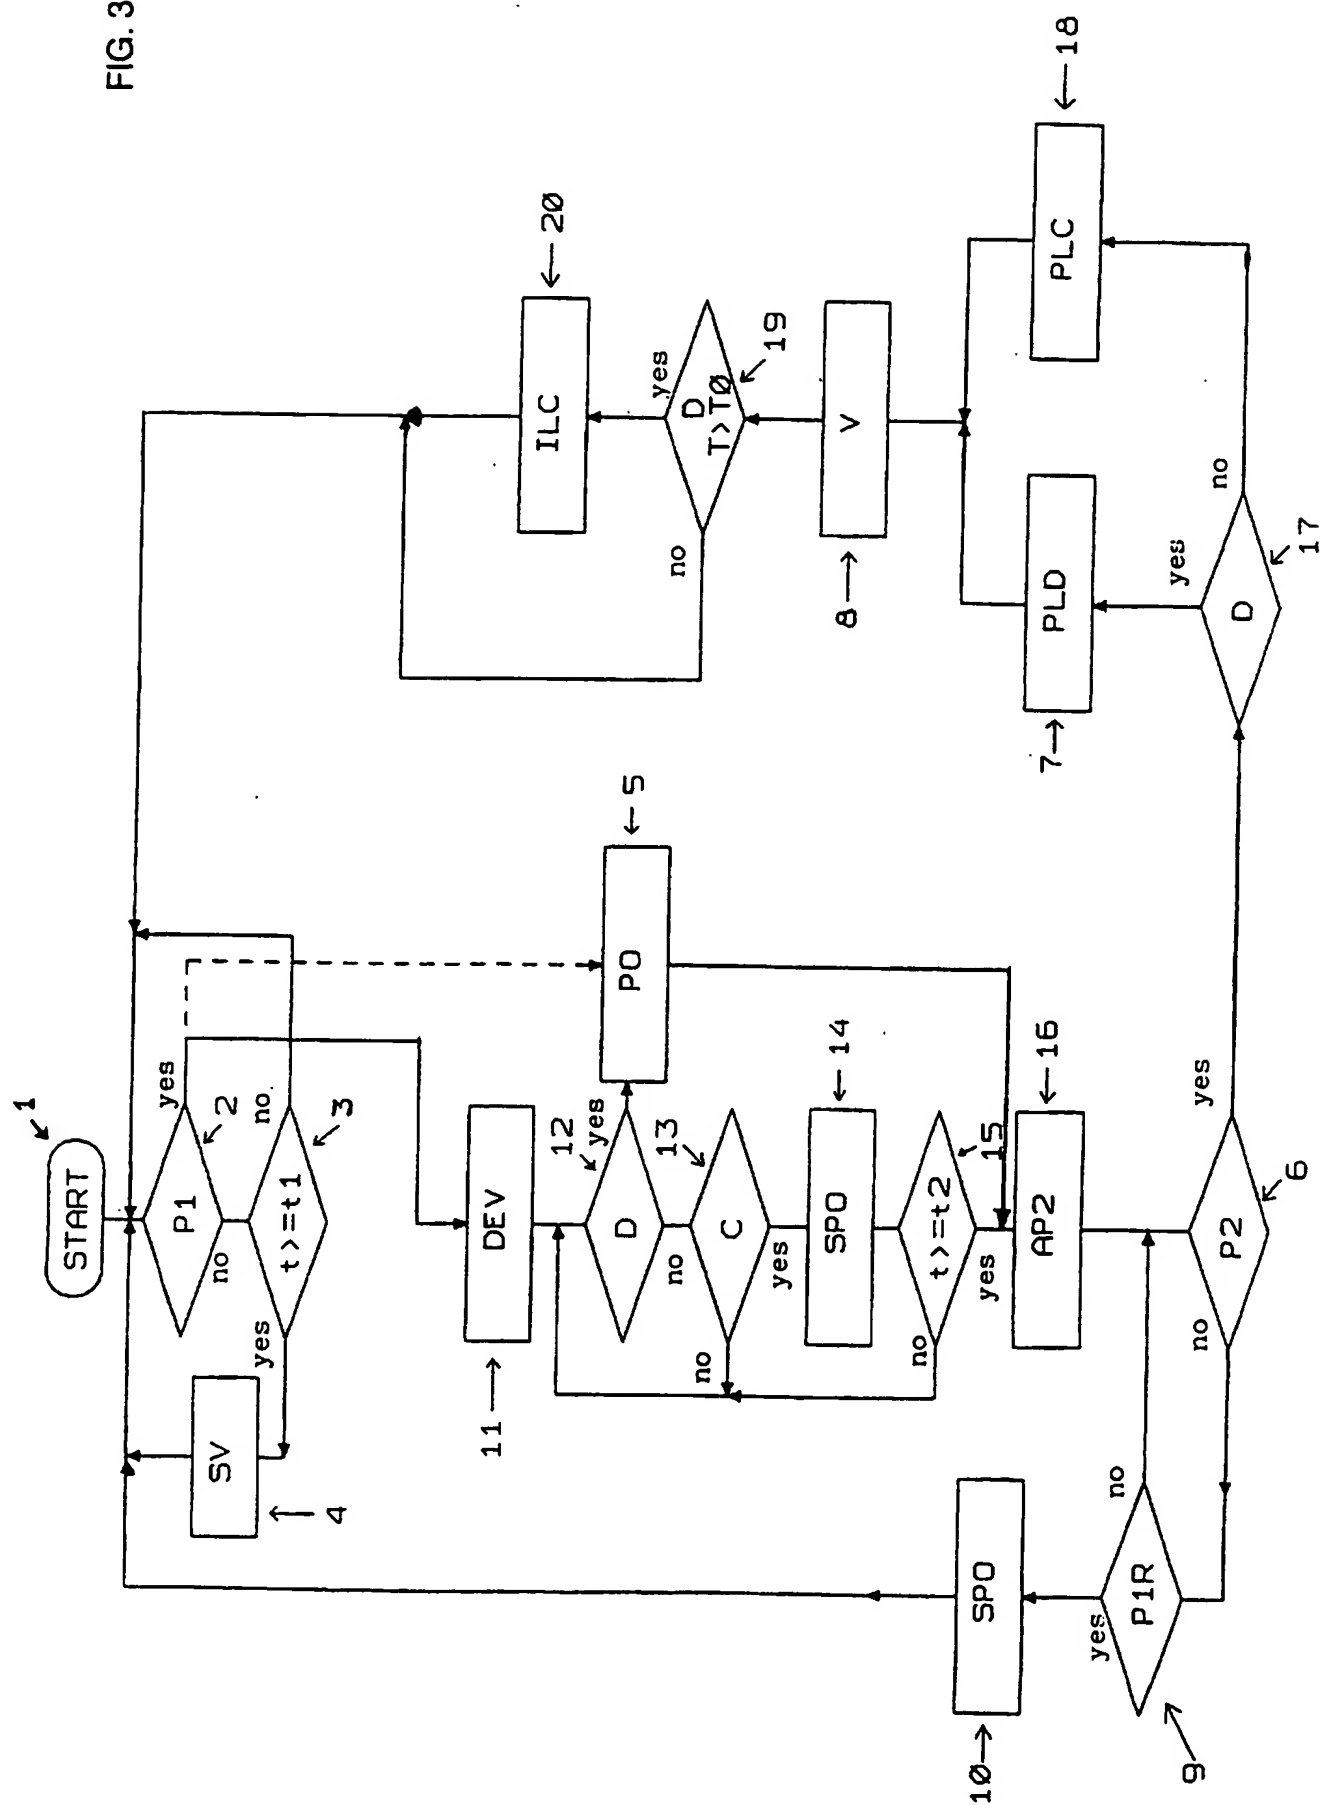 FIG. 3
START
1
P1
yes
no
2
t>=t1
no
yes
3
SV
4
DEV
11
D
yes
no
12
PO
5
C
no
yes
13
SPO
14
t>=t2
no
yes
15
AP2
16
P2
yes
no
6
P1R
no
yes
9
SPO
10
D
yes
no
17
PLD
7
PLC
18
V
8
D
T>TØ
yes
no
19
ILC
20